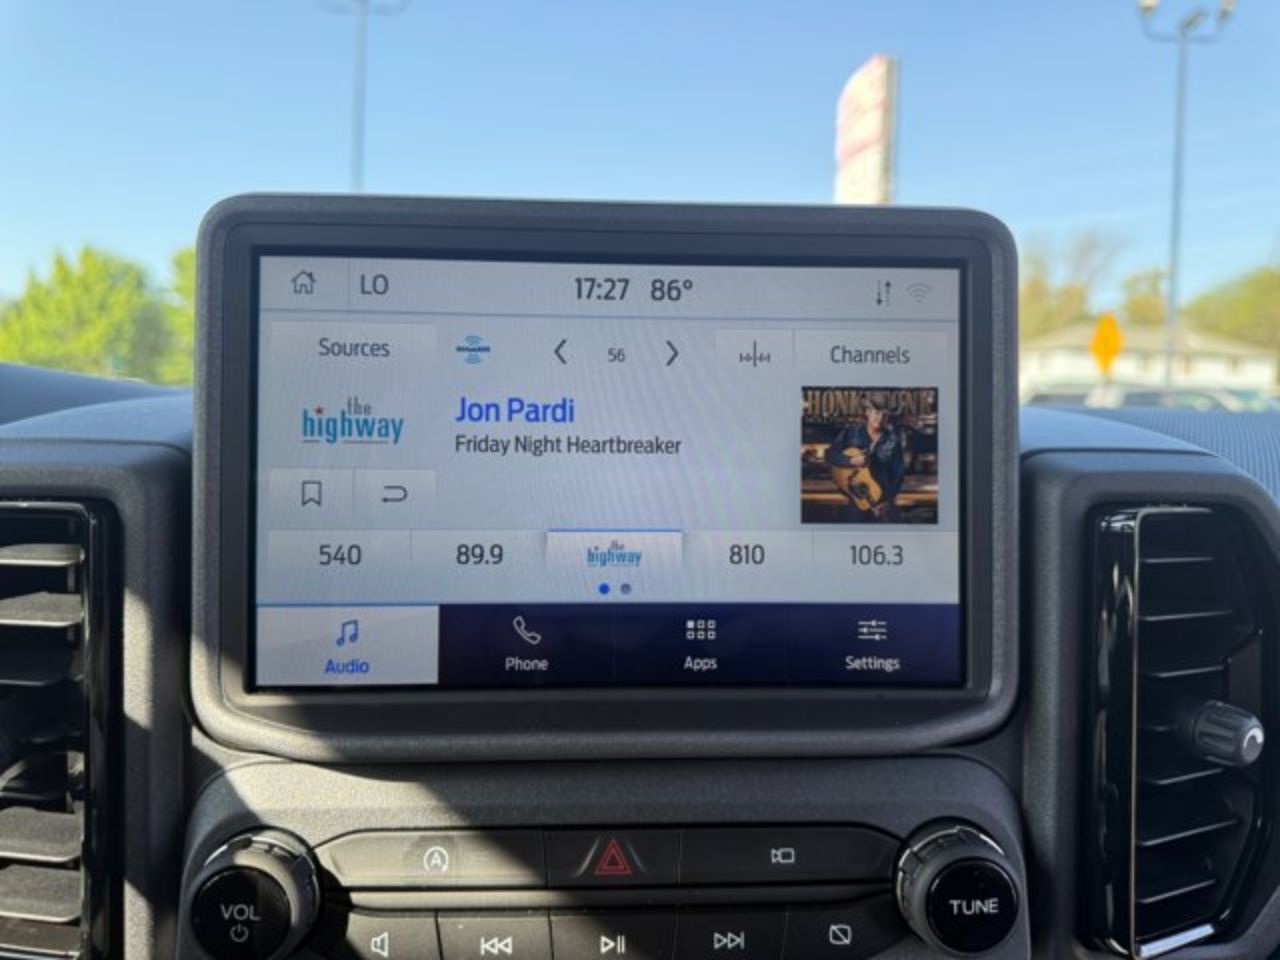 LO 17:27 86°
Sources 56 Channels
the
highway
Jon Pardi
Friday Night Heartbreaker
540 89.9 the highway 810 106.3
Audio Phone Apps Settings
A
VOL TUNE